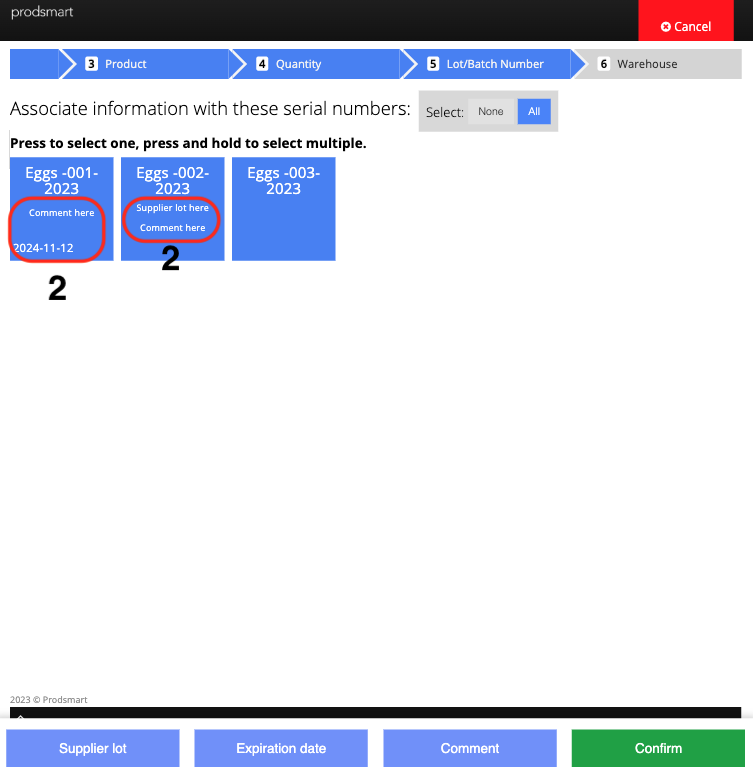 prodsmart
Cancel
3 Product
4 Quantity
5 Lot/Batch Number
6 Warehouse
Associate information with these serial numbers:
Select: None All
Press to select one, press and hold to select multiple.
Eggs -001-
2023
Comment here
2024-11-12
2
Eggs -002-
2023
Supplier lot here
Comment here
2
Eggs -003-
2023
2023 © Prodsmart
Supplier lot
Expiration date
Comment
Confirm